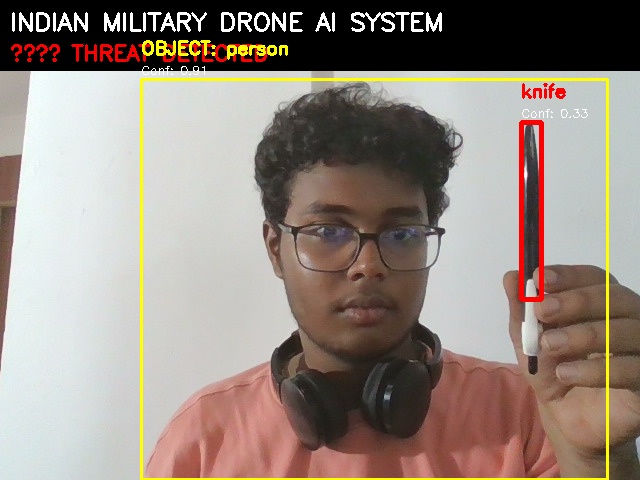 INDIAN MILITARY DRONE AI SYSTEM
???? THREAT DETECTED
OBJECT: person
Conf: 0.91
knife
Conf: 0.33